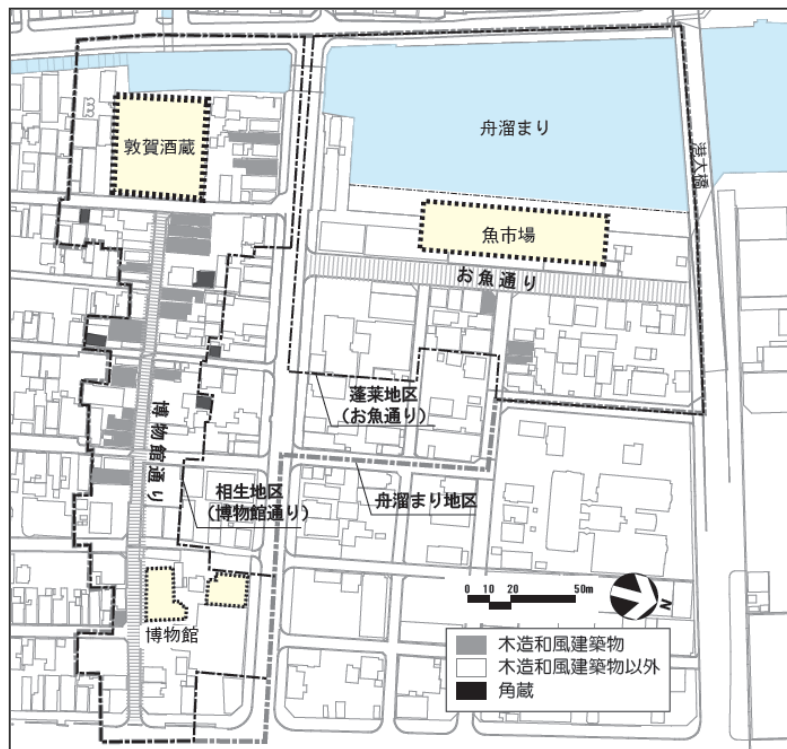 敦賀酒蔵
舟溜まり
港大橋
魚市場
お魚通り
蓬莱地区
(お魚通り)
博物館通り
相生地区
(博物館通り)
舟溜まり地区
0 10 20 50m
N
博物館
木造和風建築物
木造和風建築物以外
角蔵